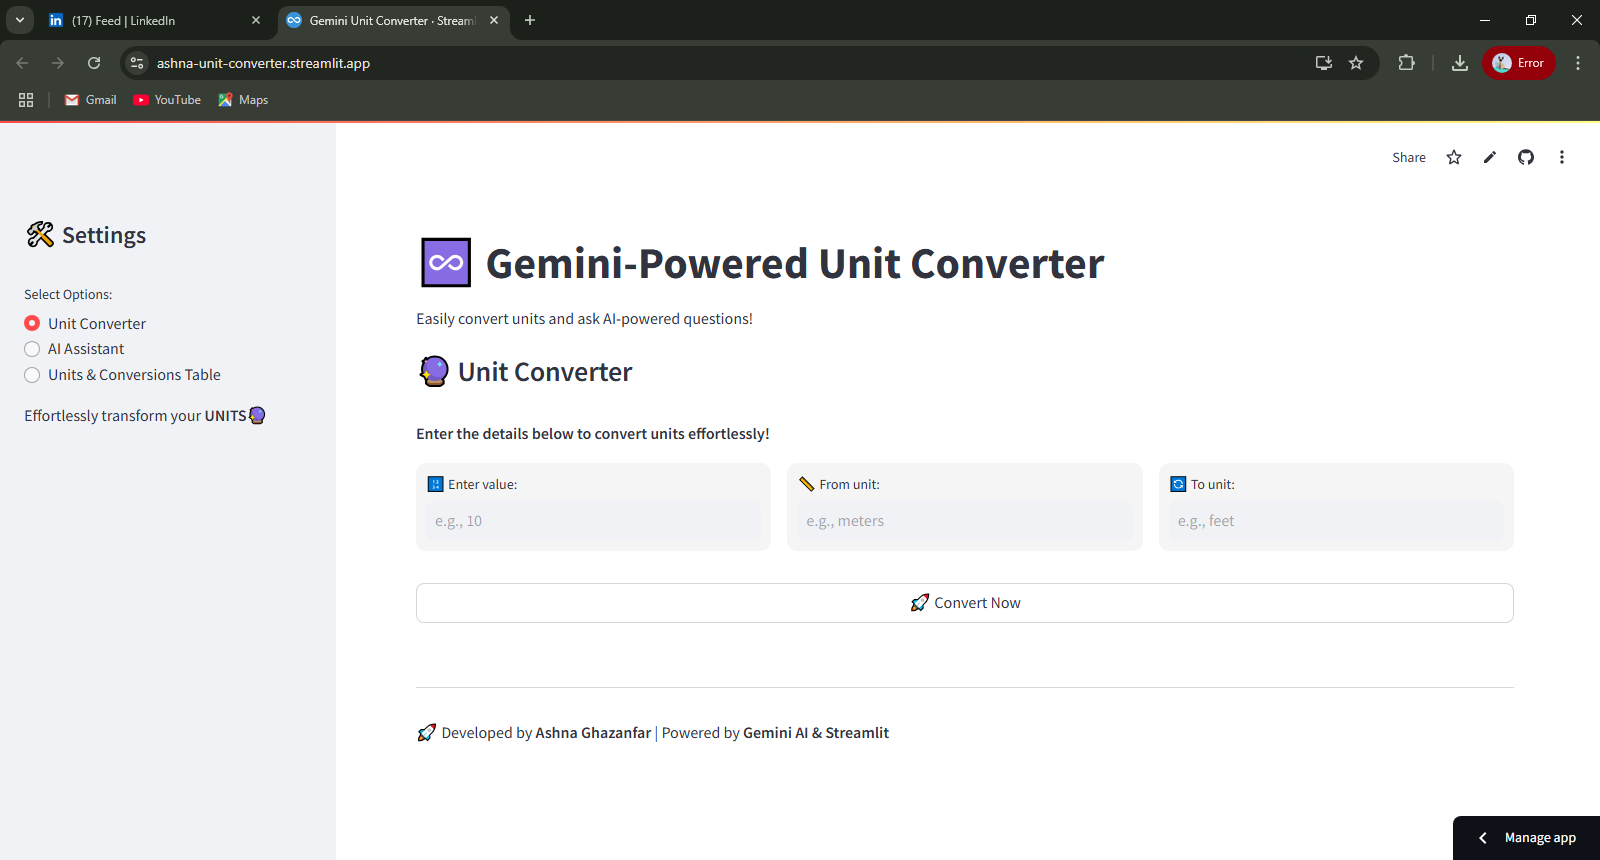 (17) Feed | LinkedIn
Gemini Unit Converter · Stream
ashna-unit-converter.streamlit.app
Error
Gmail
YouTube
Maps
Share
Settings
Select Options:
Unit Converter
AI Assistant
Units & Conversions Table
Effortlessly transform your UNITS
Gemini-Powered Unit Converter
Easily convert units and ask AI-powered questions!
Unit Converter
Enter the details below to convert units effortlessly!
Enter value:
e.g., 10
From unit:
e.g., meters
To unit:
e.g., feet
Convert Now
Developed by Ashna Ghazanfar | Powered by Gemini AI & Streamlit
Manage app